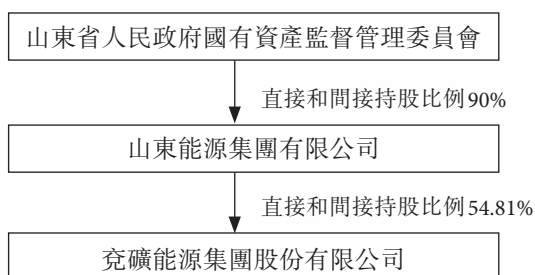 山東省人民政府國有資產監督管理委員會
直接和間接持股比例90%
山東能源集團有限公司
直接和間接持股比例54.81%
兗礦能源集團股份有限公司